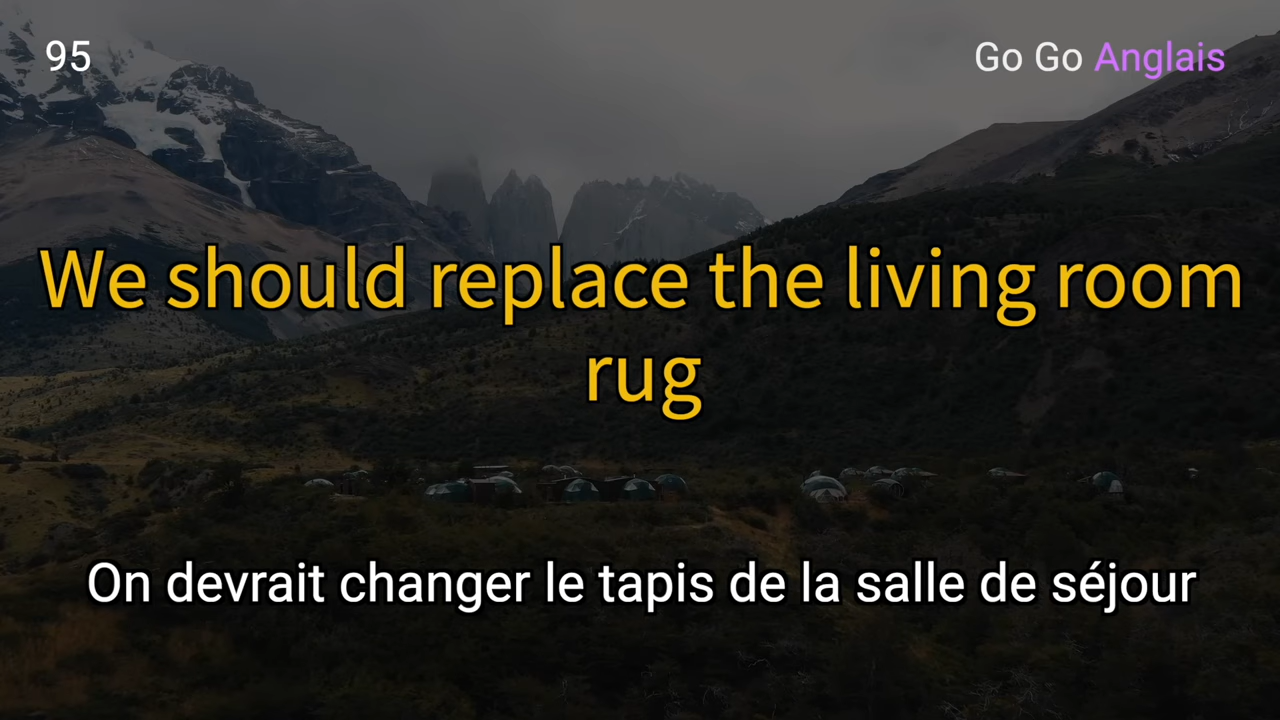 95
Go Go Anglais
We should replace the living room
rug
On devrait changer le tapis de la salle de séjour